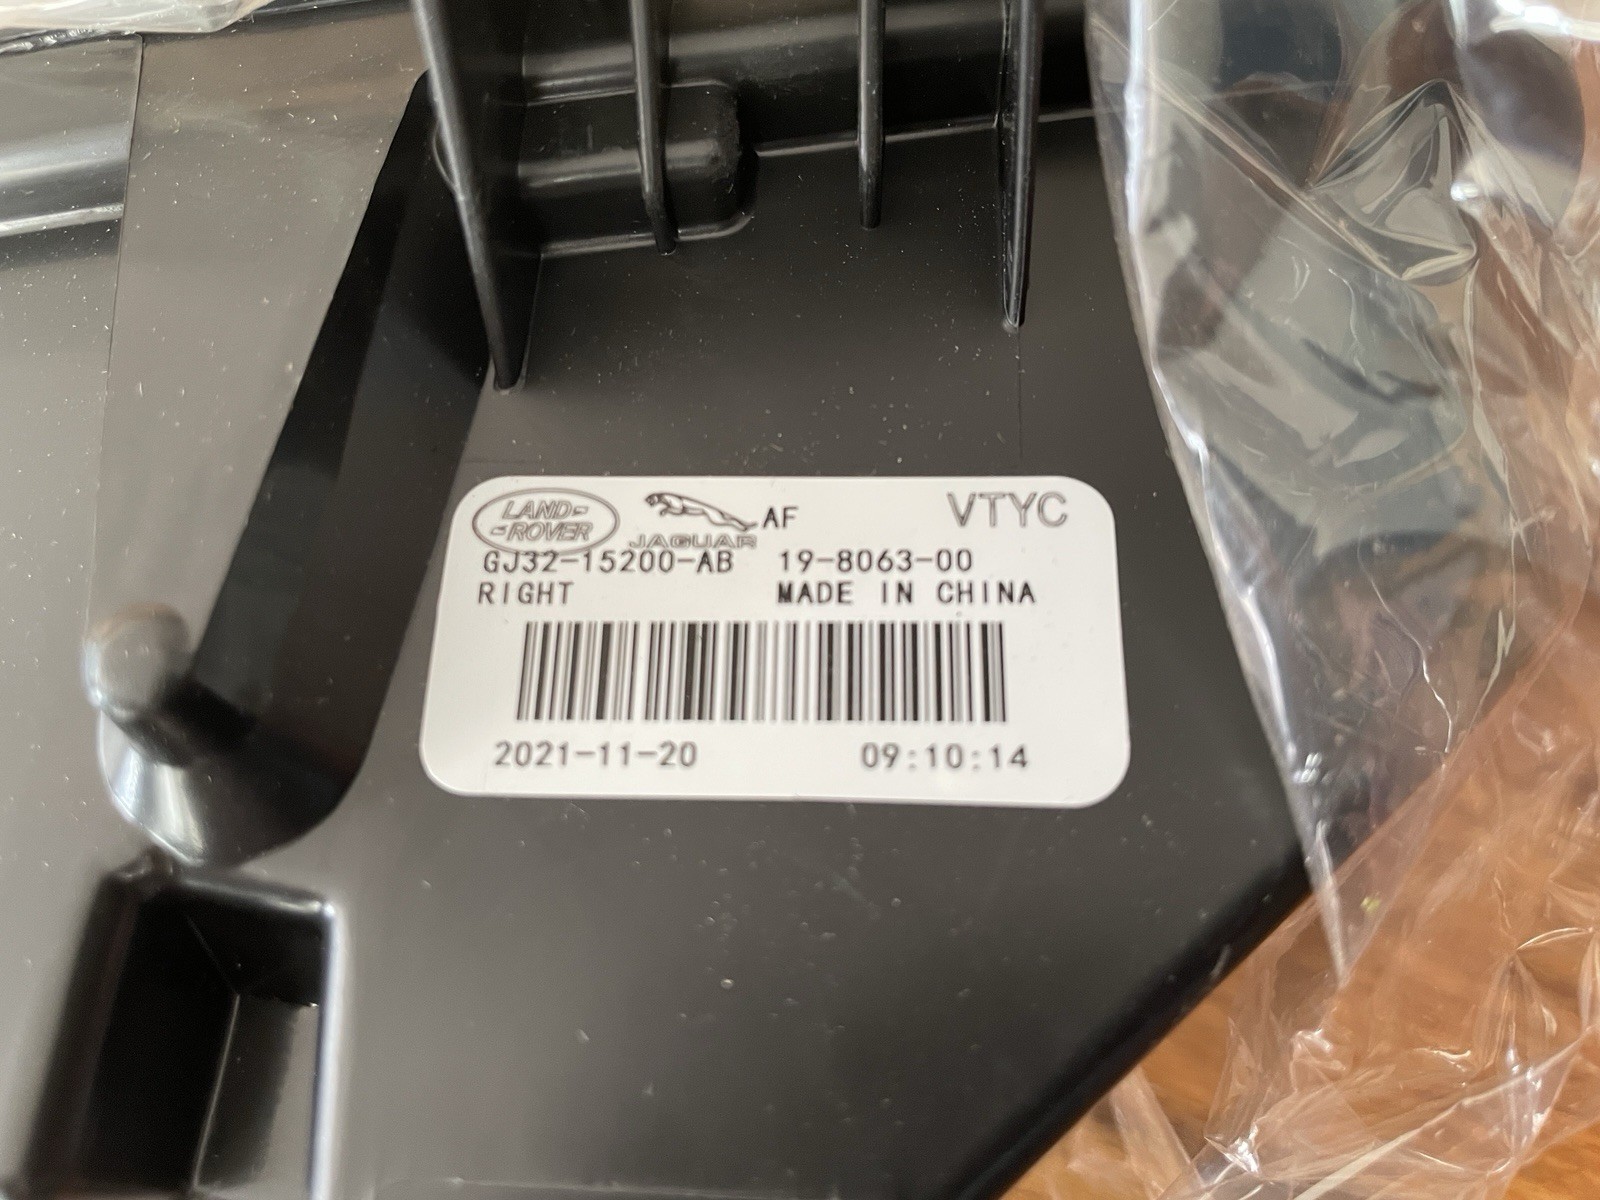 LAND-
-ROVER
JAGUAR
AF
VTYC
GJ32-15200-AB 19-8063-00
RIGHT MADE IN CHINA
2021-11-20 09:10:14